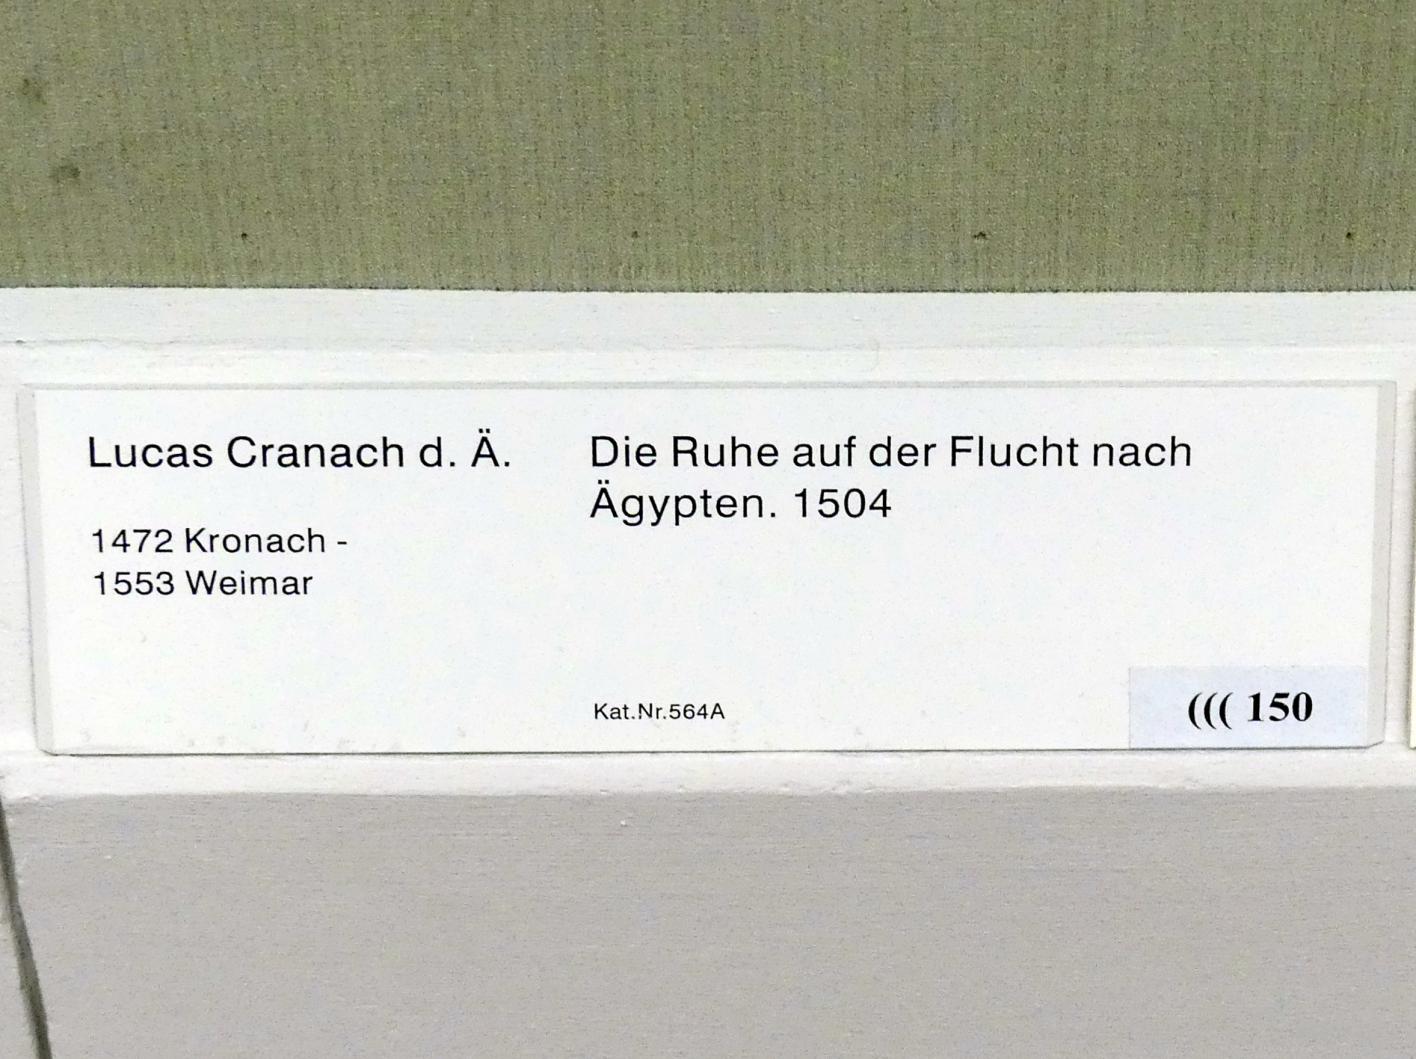 Lucas Cranach d. Ä.
1472 Kronach -
1553 Weimar
Die Ruhe auf der Flucht nach
Ägypten. 1504
Kat.Nr.564A
((( 150